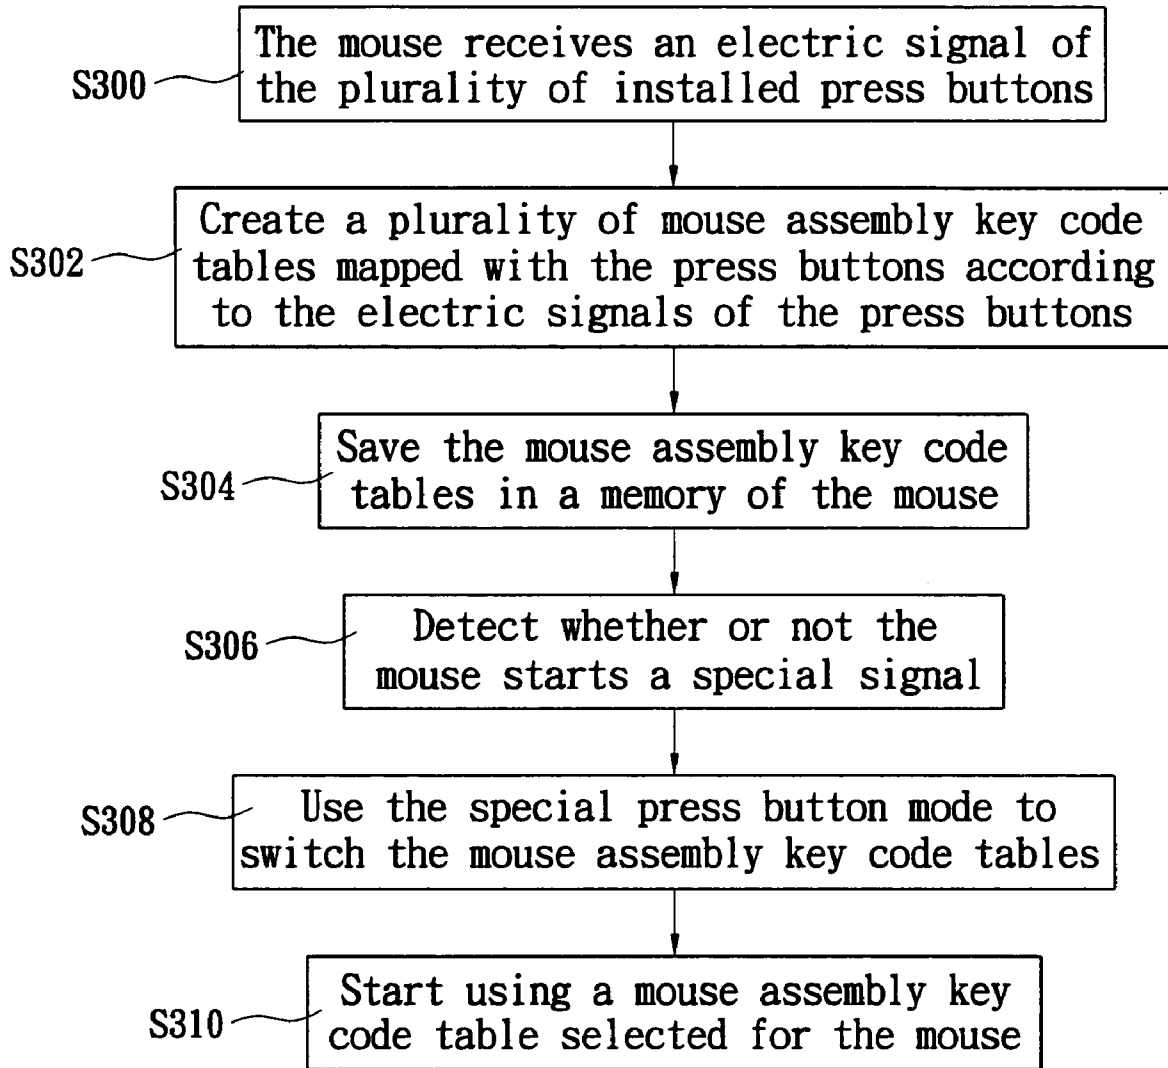 The mouse receives an electric signal of
S300
the plurality of installed press buttons
Create a plurality of mouse assembly key code
S302
tables mapped with the press buttons according
to the electric signals of the press buttons
Save the mouse assembly key code
S304
tables in a memory of the mouse
Detect whether or not the
S306
mouse starts a special signal
Use the special press button mode to
S308
switch the mouse assembly key code tables
Start using a mouse assembly key
S310
code table selected for the mouse